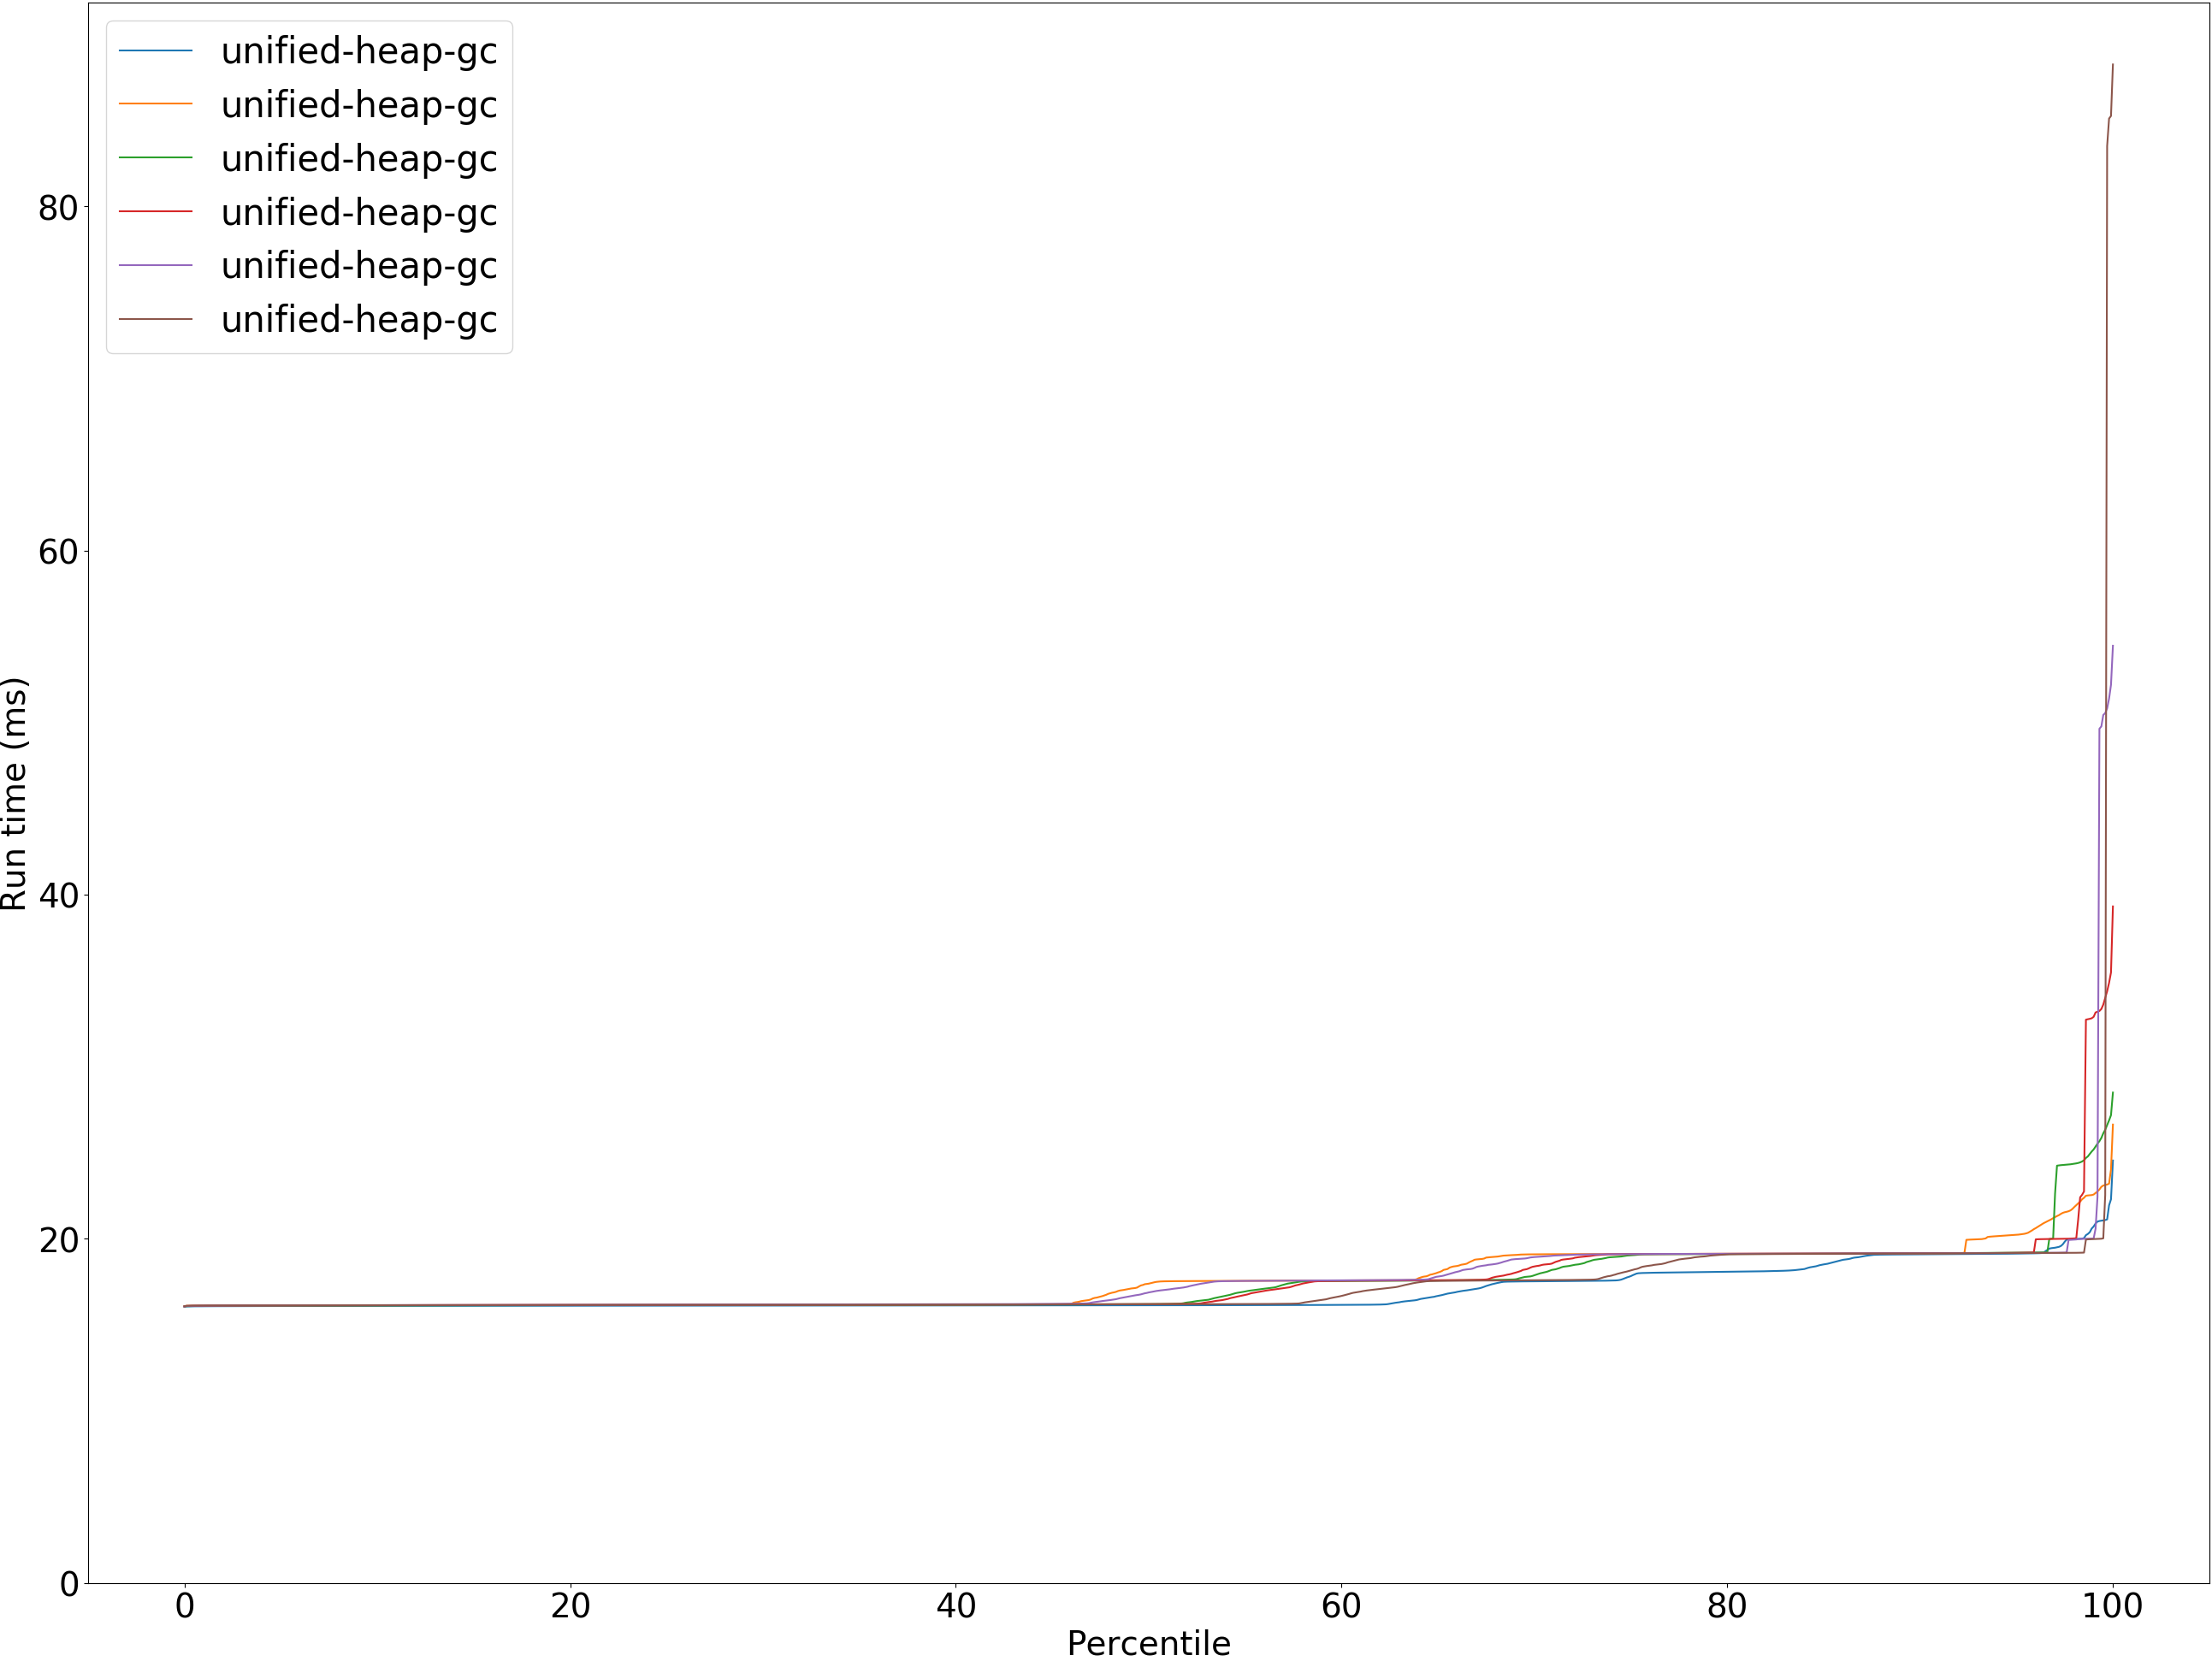 unified-heap-gc
unified-heap-gc
unified-heap-gc
unified-heap-gc
unified-heap-gc
unified-heap-gc
80
60
40
20
0
Run time (ms)
0 20 40 60 80 100
Percentile